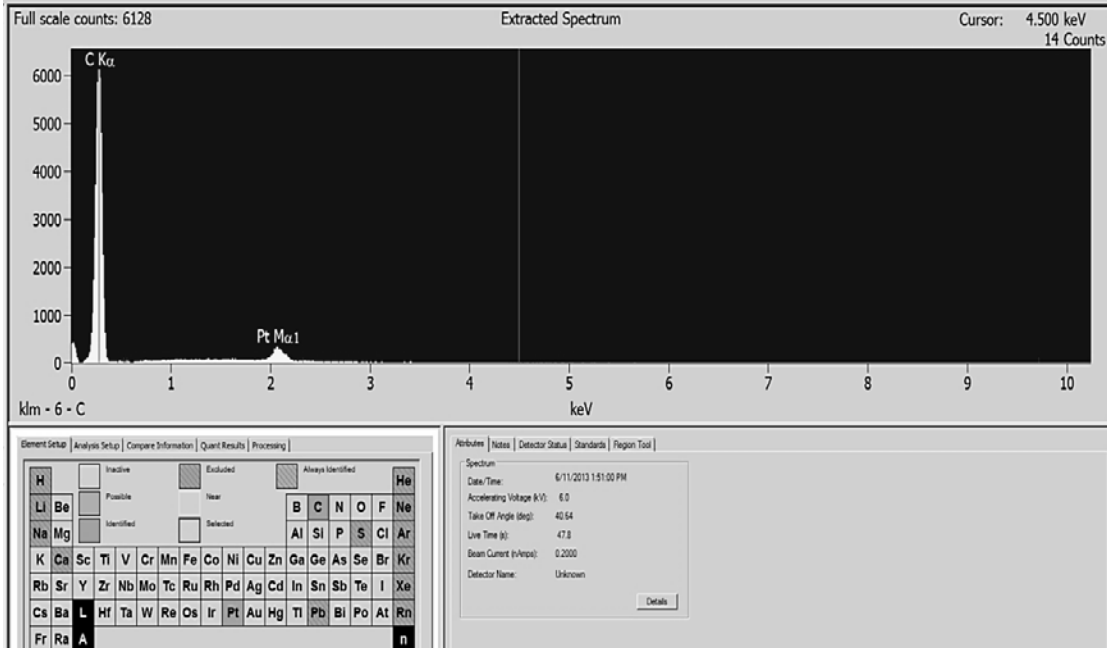 Full scale counts: 6128 Extracted Spectrum Cursor: 4.500 keV
14 Counts
C Kα
6000
5000
4000
3000
2000
1000
Pt Mα1
0
0 1 2 3 4 5 6 7 8 9 10
klm - 6 - C keV
Element Setup Analysis Setup Compare Information Quant Results Processing
Inactive Excluded Always Identified
Possible Near
Identified Selected
H He
Li Be B C N O F Ne
Na Mg Al Si P S Cl Ar
K Ca Sc Ti V Cr Mn Fe Co Ni Cu Zn Ga Ge As Se Br Kr
Rb Sr Y Zr Nb Mo Tc Ru Rh Pd Ag Cd In Sn Sb Te I Xe
Cs Ba L Hf Ta W Re Os Ir Pt Au Hg Tl Pb Bi Po At Rn
Fr Ra A n
Attributes Notes Detector Status Standards Region Tool
Spectrum
Date/Time: 6/11/2013 1:51:00 PM
Accelerating Voltage (kV): 6.0
Take Off Angle (deg): 40.64
Live Time (s): 47.8
Beam Current (nAmps): 0.2000
Detector Name: Unknown
Details